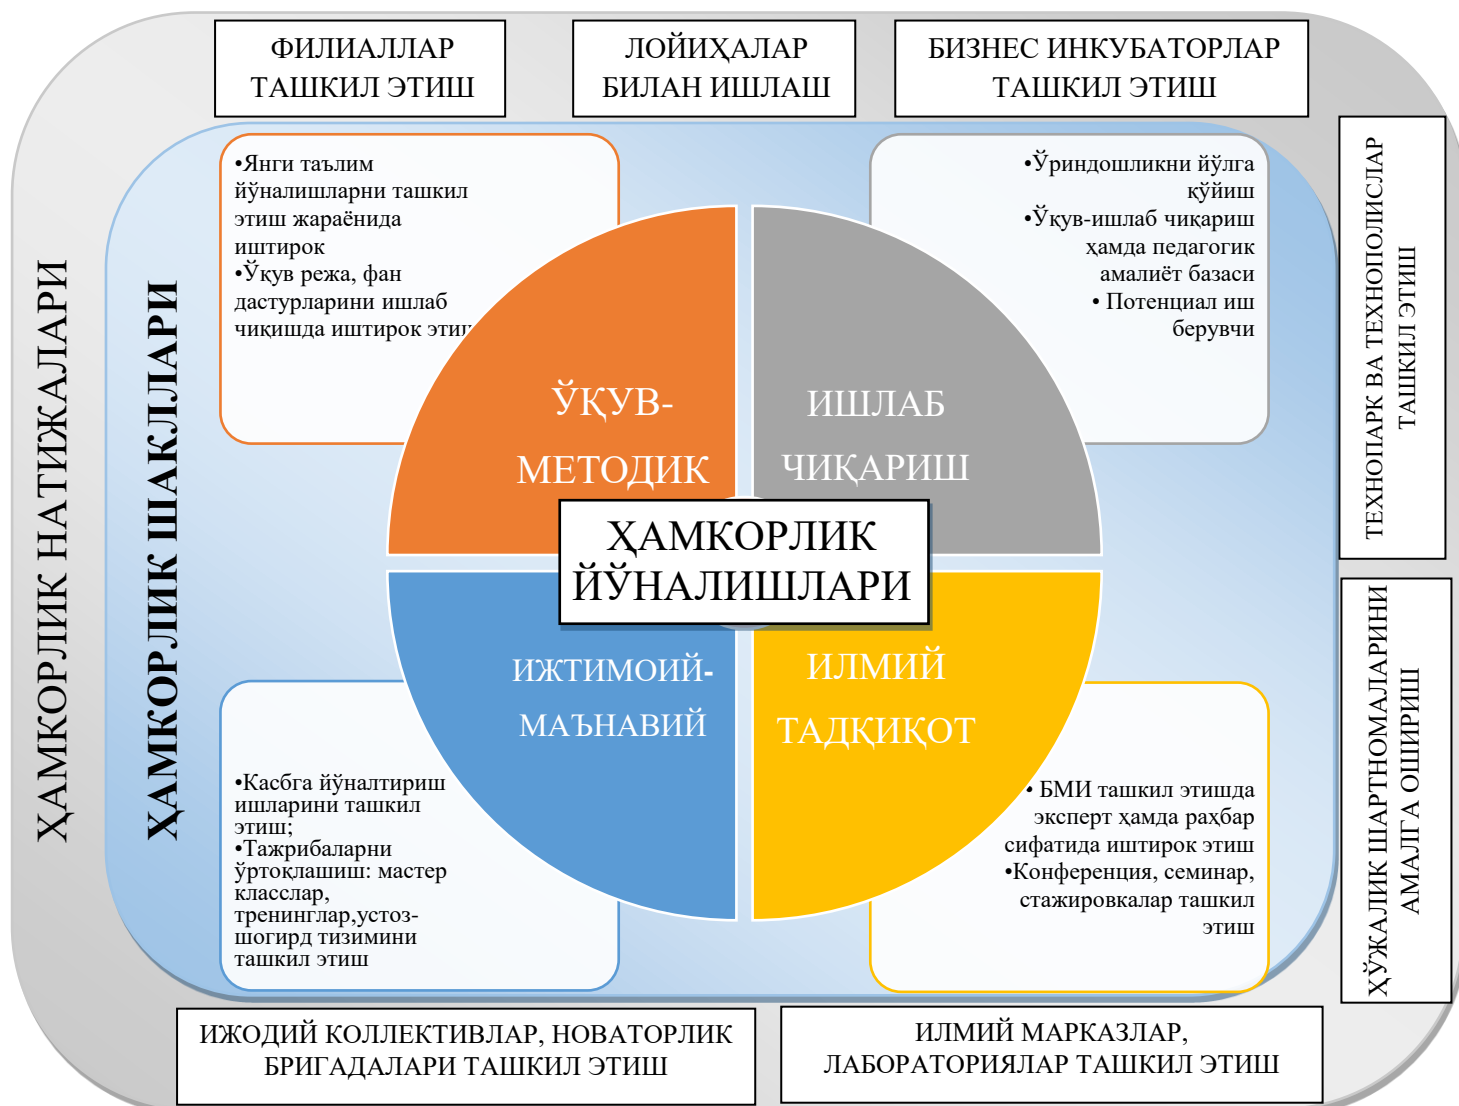 ФИЛИАЛЛАР
ТАШКИЛ ЭТИШ
ЛОЙИҲАЛАР
БИЛАН ИШЛАШ
БИЗНЕС ИНКУБАТОРЛАР
ТАШКИЛ ЭТИШ
ТЕХНОПАРК ВА ТЕХНОПОЛИСЛАР
ТАШКИЛ ЭТИШ
ҲЎЖАЛИК ШАРТНОМАЛАРИНИ
АМАЛГА ОШИРИШ
ҲАМКОРЛИК НАТИЖАЛАРИ
ҲАМКОРЛИК ШАКЛЛАРИ
•Янги таълим
йўналишларни ташкил
этиш жараёнида
иштирок
•Ўқув режа, фан
дастурларини ишлаб
чиқишда иштирок этиш
•Ўриндошликни йўлга
қўйиш
•Ўқув-ишлаб чиқариш
ҳамда педагогик
амалиёт базаси
• Потенциал иш
берувчи
ЎҚУВ-
МЕТОДИК
ИШЛАБ
ЧИҚАРИШ
ҲАМКОРЛИК
ЙЎНАЛИШЛАРИ
ИЖТИМОИЙ-
МАЪНАВИЙ
ИЛМИЙ
ТАДҚИҚОТ
•Касбга йўналтириш
ишларини ташкил
этиш;
•Тажрибаларни
ўртоқлашиш: мастер
класслар,
тренинглар,устоз-
шогирд тизимини
ташкил этиш
• БМИ ташкил этишда
эксперт ҳамда раҳбар
сифатида иштирок этиш
•Конференция, семинар,
стажировкалар ташкил
этиш
ИЖОДИЙ КОЛЛЕКТИВЛАР, НОВАТОРЛИК
БРИГАДАЛАРИ ТАШКИЛ ЭТИШ
ИЛМИЙ МАРКАЗЛАР,
ЛАБОРАТОРИЯЛАР ТАШКИЛ ЭТИШ